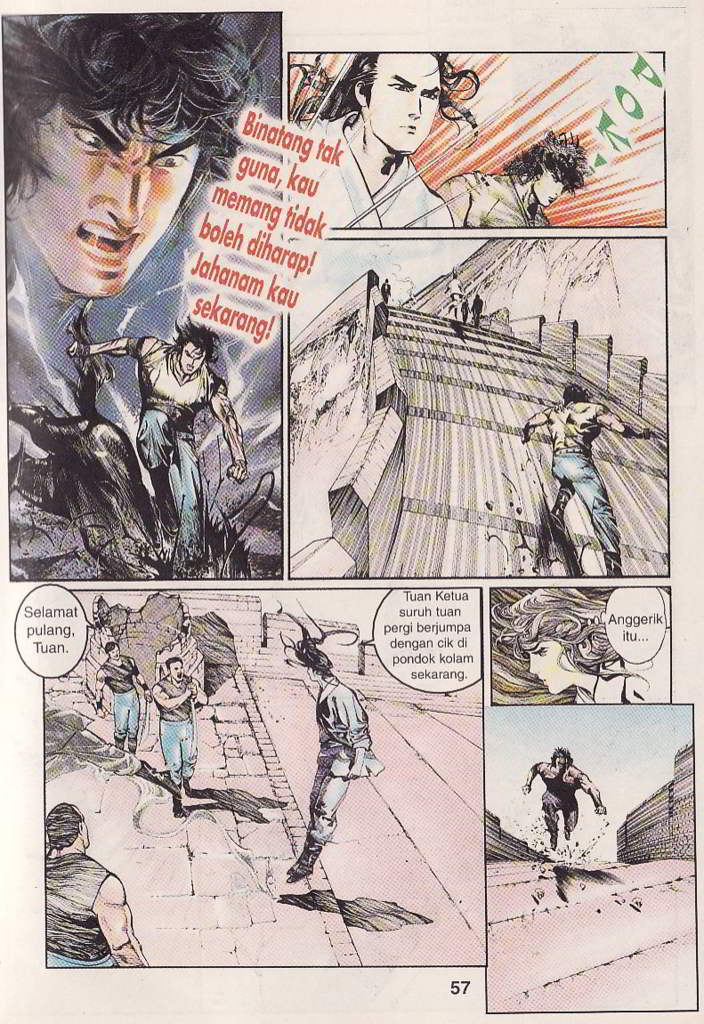 Binatang tak
guna, kau
memang tidak
boleh diharap!
Jahanam kau
sekarang!
POK-
Selamat
pulang,
Tuan.
Tuan Ketua
suruh tuan
pergi berjumpa
dengan cik di
pondok kolam
sekarang.
Anggerik
itu...
57